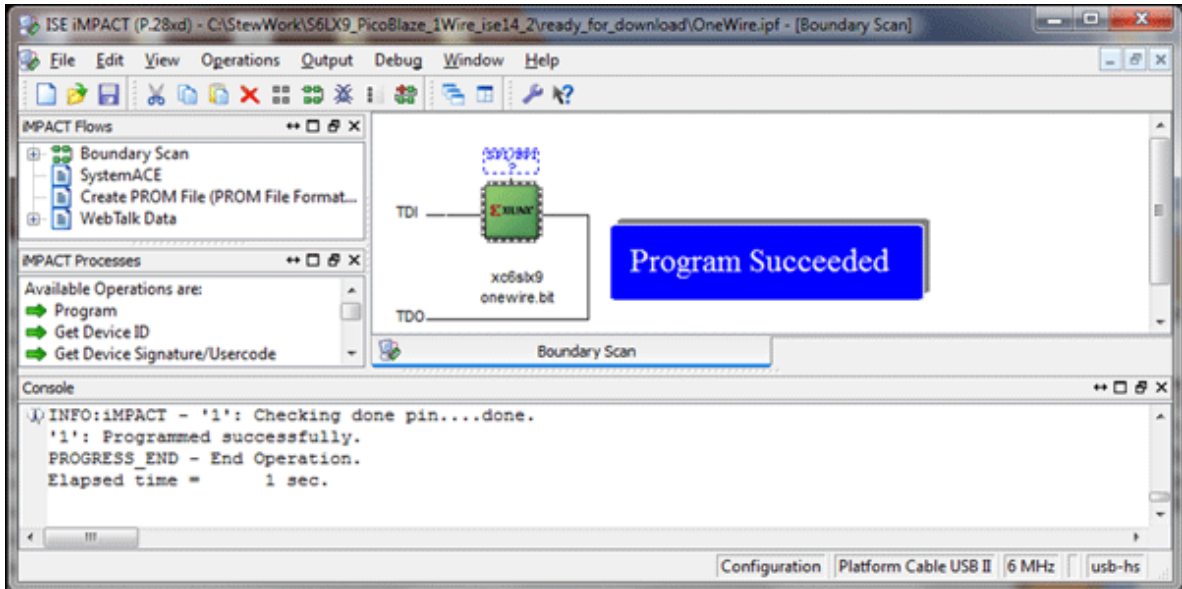 ISE iMPACT (P.28xd) - C:\StewWork\S6LX9_PicoBlaze_1Wire_ise14_2\ready_for_download\OneWire.ipf - [Boundary Scan]
File Edit View Operations Output Debug Window Help
iMPACT Flows
Boundary Scan
SystemACE
Create PROM File (PROM File Format...
WebTalk Data
iMPACT Processes
Available Operations are:
Program
Get Device ID
Get Device Signature/Usercode
SPI/BPI
?
XILINX
TDI
xc6slx9
onewire.bit
TDO
Program Succeeded
Boundary Scan
Console
INFO:iMPACT - '1': Checking done pin....done.
'1': Programmed successfully.
PROGRESS_END - End Operation.
Elapsed time =      1 sec.
Configuration Platform Cable USB II 6 MHz usb-hs